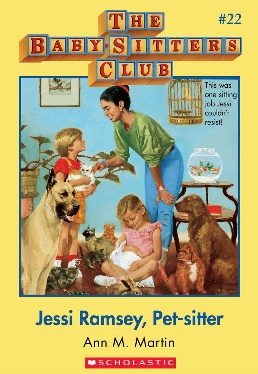 THE
BABY-SITTERS
CLUB
#22
This was
one sitting
job Jessi
couldn't
resist!
Jessi Ramsey, Pet-sitter
Ann M. Martin
SCHOLASTIC